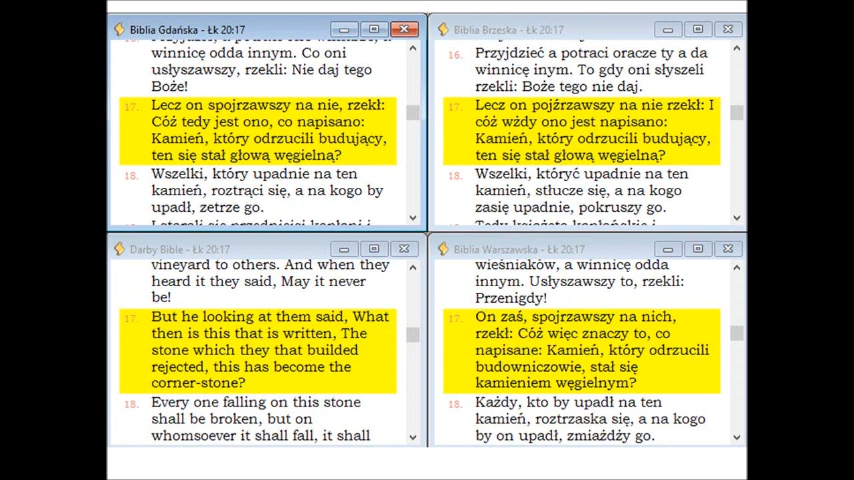 Biblia Gdańska - Łk 20:17
winnicę odda innym. Co oni
usłyszawszy, rzekli: Nie daj tego
Boże!
17. Lecz on spojrzawszy na nie, rzekł:
Cóż tedy jest ono, co napisano:
Kamień, który odrzucili budujący,
ten się stał głową węgielną?
18. Wszelki, który upadnie na ten
kamień, roztrąci się, a na kogo by
upadł, zetrze go.
Biblia Brzeska - Łk 20:17
16. Przyjdzieć a potraci oracze ty a da
winnicę inym. To gdy oni słyszeli
rzekli: Boże tego nie daj.
17. Lecz on pojźrzawszy na nie rzekł: I
cóż wżdy ono jest napisano:
Kamień, który odrzucili budujący,
ten się stał głową węgielną?
18. Wszelki, któryć upadnie na ten
kamień, stłucze się, a na kogo
zasię upadnie, pokruszy go.
Darby Bible - Łk 20:17
vineyard to others. And when they
heard it they said, May it never
be!
17. But he looking at them said, What
then is this that is written, The
stone which they that builded
rejected, this has become the
corner-stone?
18. Every one falling on this stone
shall be broken, but on
whomsoever it shall fall, it shall
Biblia Warszawska - Łk 20:17
wieśniaków, a winnicę odda
innym. Usłyszawszy to, rzekli:
Przenigdy!
17. On zaś, spojrzawszy na nich,
rzekł: Cóż więc znaczy to, co
napisane: Kamień, który odrzucili
budowniczowie, stał się
kamieniem węgielnym?
18. Każdy, kto by upadł na ten
kamień, roztrzaska się, a na kogo
by on upadł, zmiażdży go.